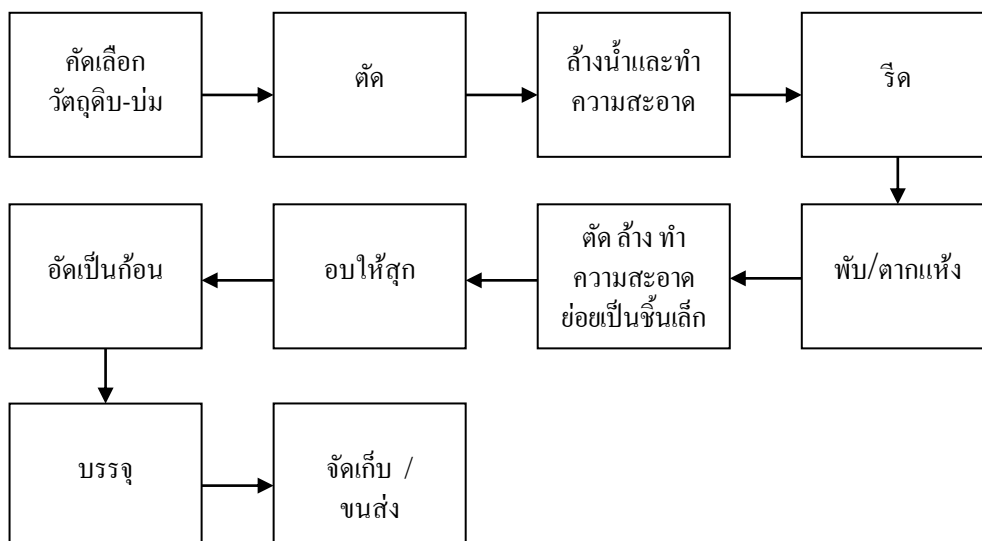 คัดเลือก
วัตถุดิบ-บ่ม
ตัด
ล้างน้ำและทำ
ความสะอาด
รีด
พับ/ตากแห้ง
ตัด ล้าง ทำ
ความสะอาด
ย่อยเป็นชิ้นเล็ก
อบให้สุก
อัดเป็นก้อน
บรรจุ
จัดเก็บ /
ขนส่ง